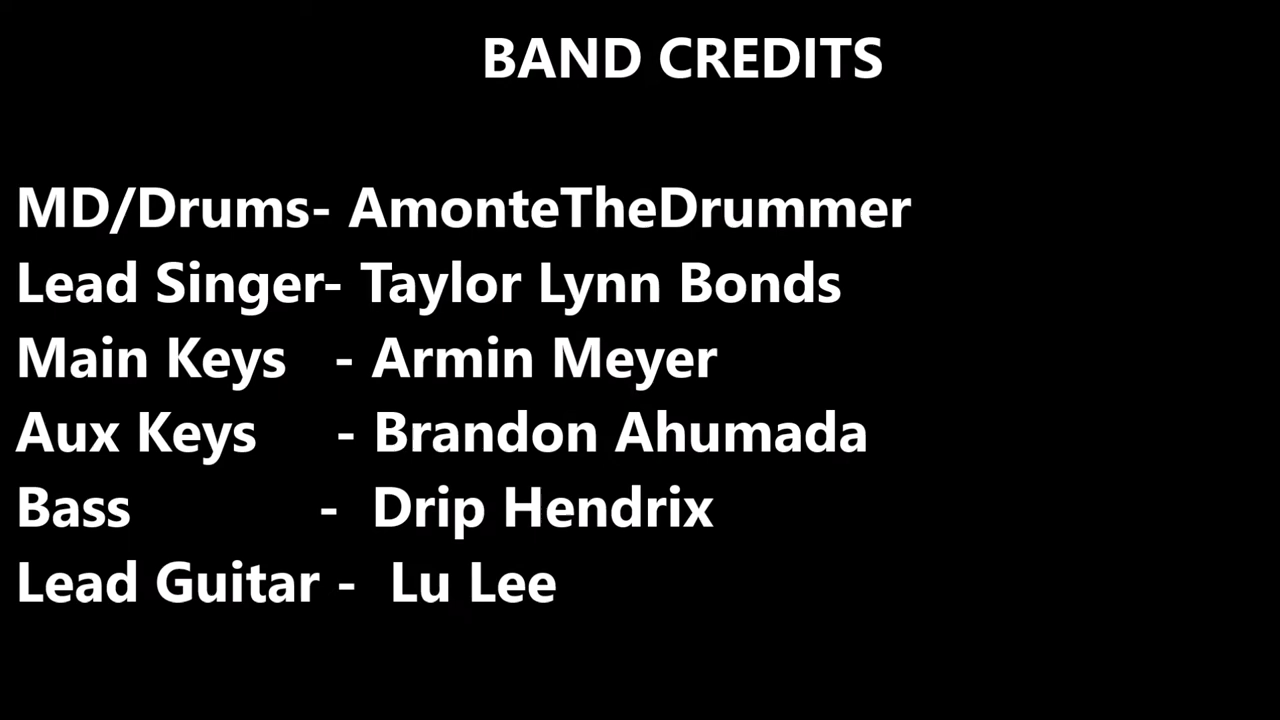 BAND CREDITS
MD/Drums- AmonteTheDrummer
Lead Singer- Taylor Lynn Bonds
Main Keys - Armin Meyer
Aux Keys - Brandon Ahumada
Bass - Drip Hendrix
Lead Guitar - Lu Lee